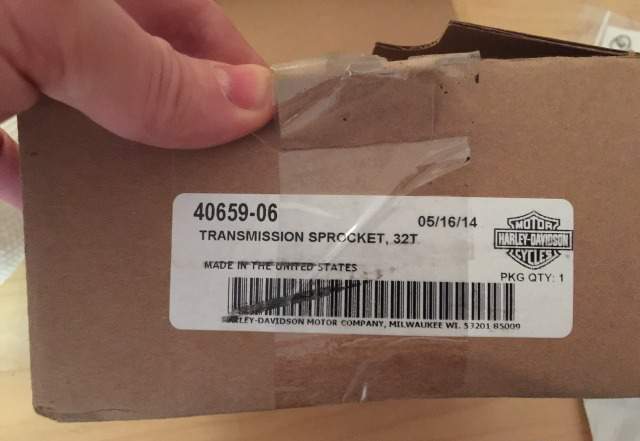 40659-06
05/16/14
TRANSMISSION SPROCKET, 32T
MOTOR
HARLEY-DAVIDSON
CYCLES
MADE IN THE UNITED STATES
PKG QTY: 1
HARLEY-DAVIDSON MOTOR COMPANY, MILWAUKEE WI. 53201 85009